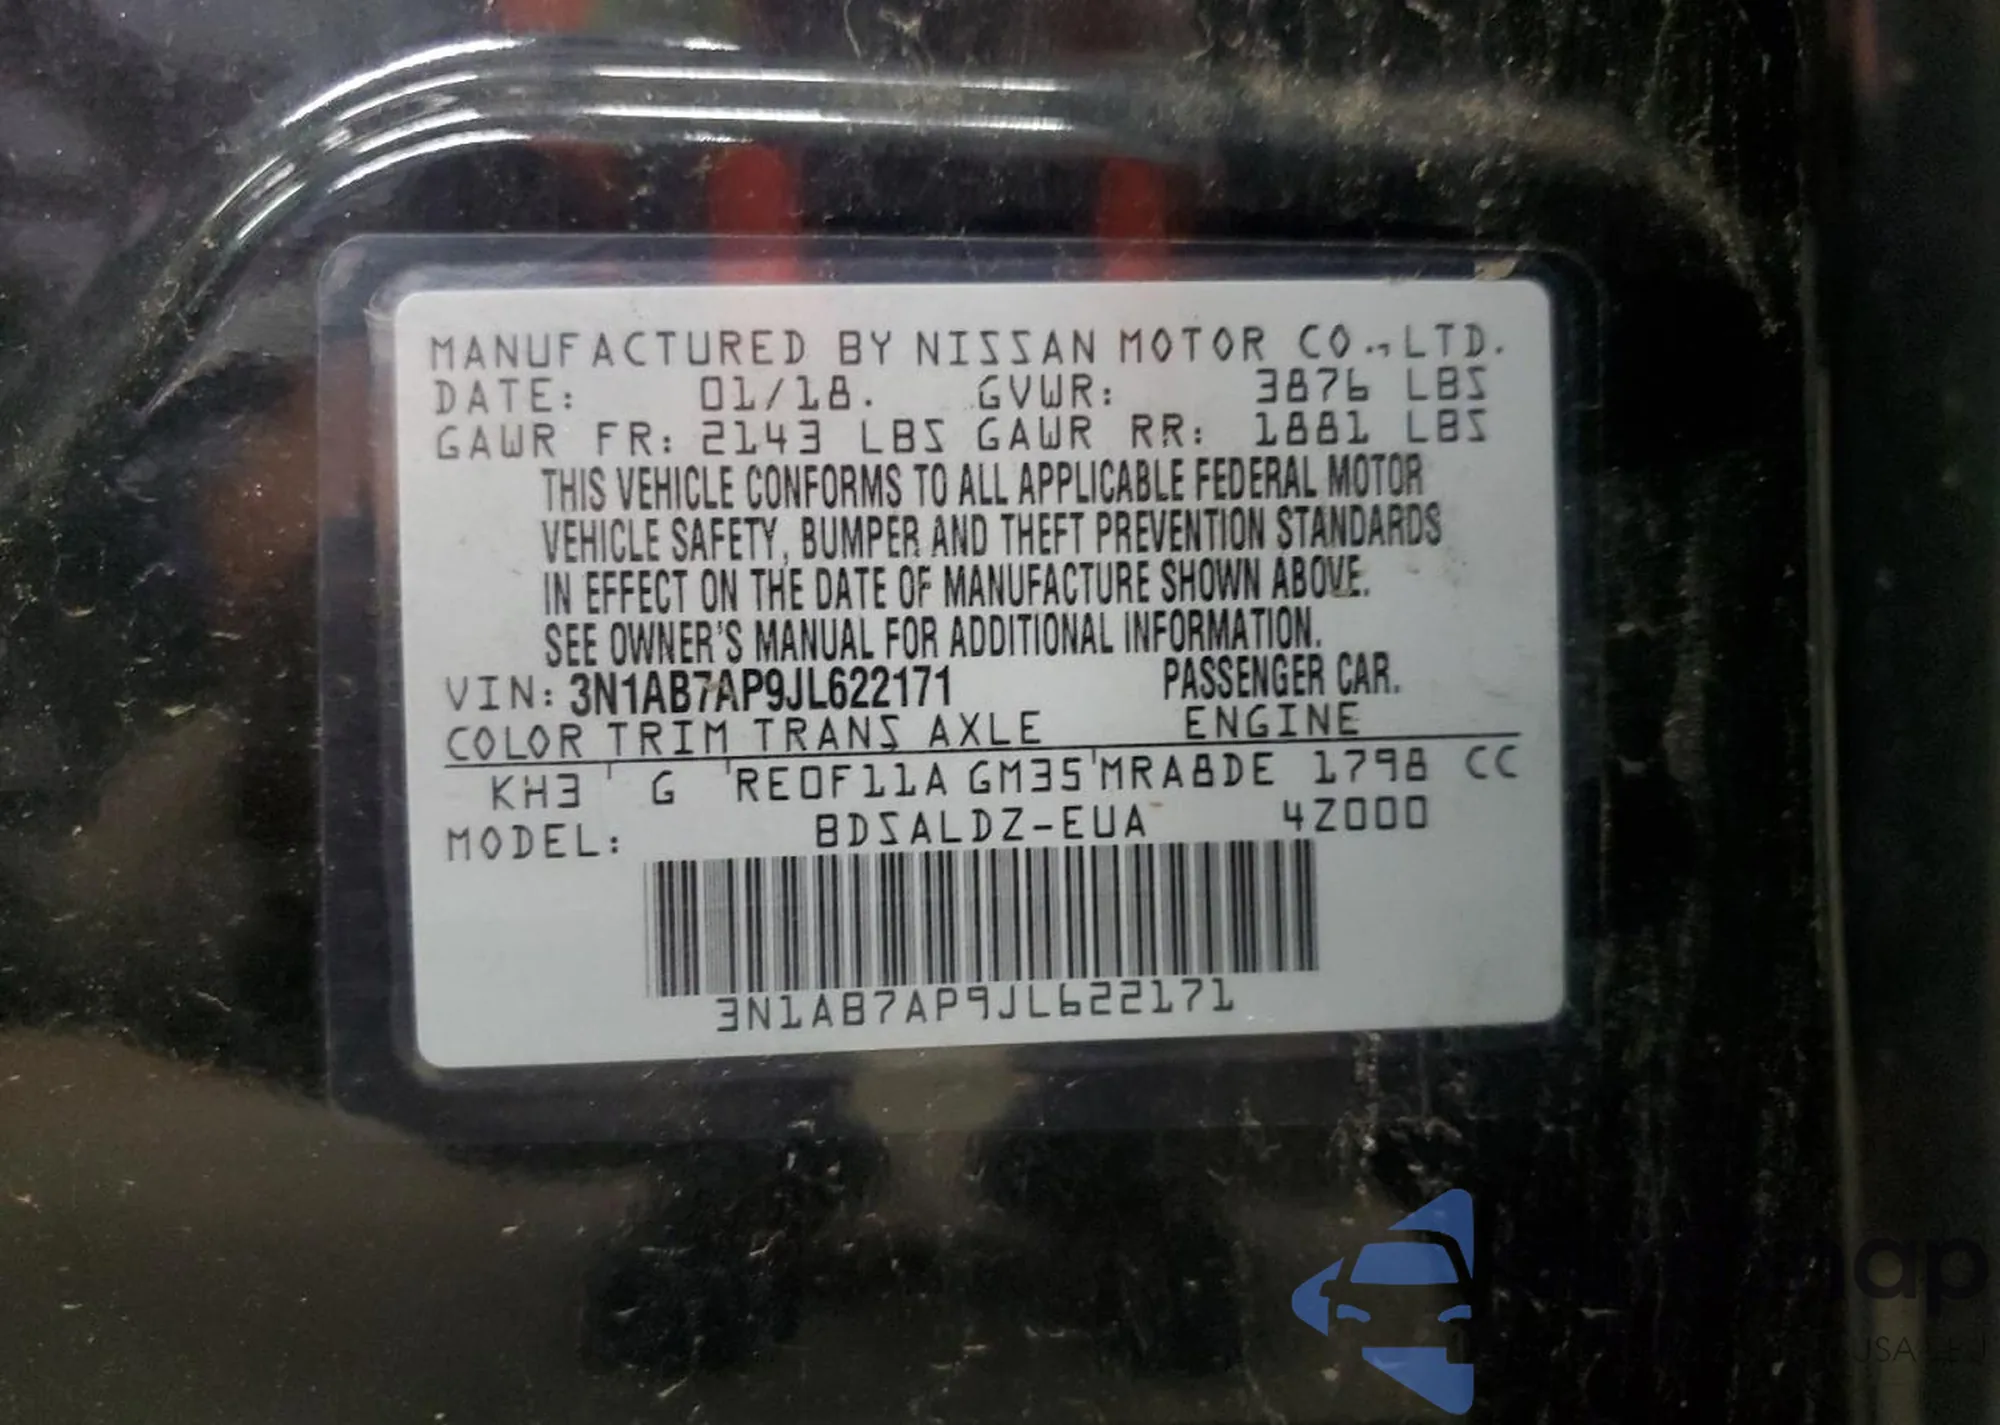 MANUFACTURED BY NISSAN MOTOR CO.,LTD.
DATE: 01/18. GVWR: 3876 LBS
GAWR FR: 2143 LBS GAWR RR: 1881 LBS
THIS VEHICLE CONFORMS TO ALL APPLICABLE FEDERAL MOTOR
VEHICLE SAFETY, BUMPER AND THEFT PREVENTION STANDARDS
IN EFFECT ON THE DATE OF MANUFACTURE SHOWN ABOVE.
SEE OWNER'S MANUAL FOR ADDITIONAL INFORMATION.
VIN: 3N1AB7AP9JL622171 PASSENGER CAR.
COLOR TRIM TRANS AXLE ENGINE
KH3 ' G 'RE0F11A GM35'MRA8DE 1798 CC
MODEL: BDSALDZ-EUA 4Z000
3N1AB7AP9JL622171